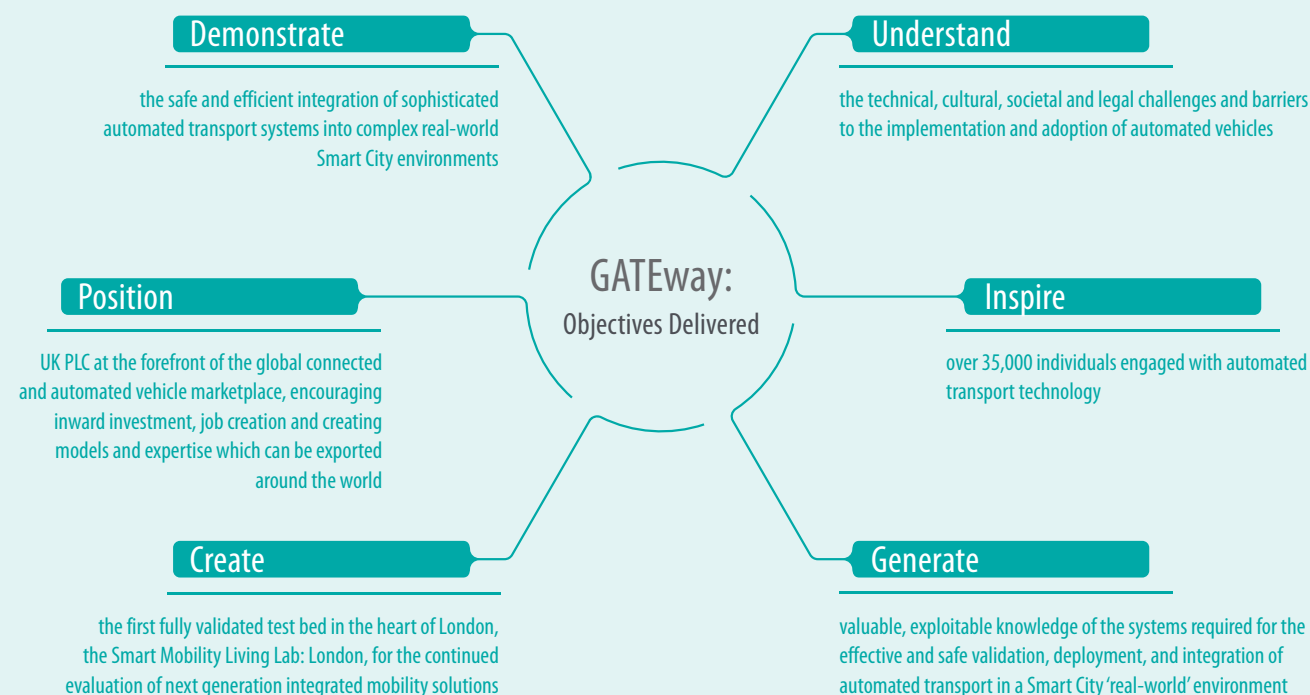 GATEway:
Objectives Delivered
Demonstrate
the safe and efficient integration of sophisticated
automated transport systems into complex real-world
Smart City environments
Understand
the technical, cultural, societal and legal challenges and barriers
to the implementation and adoption of automated vehicles
Position
UK PLC at the forefront of the global connected
and automated vehicle marketplace, encouraging
inward investment, job creation and creating
models and expertise which can be exported
around the world
Inspire
over 35,000 individuals engaged with automated
transport technology
Create
the first fully validated test bed in the heart of London,
the Smart Mobility Living Lab: London, for the continued
evaluation of next generation integrated mobility solutions
Generate
valuable, exploitable knowledge of the systems required for the
effective and safe validation, deployment, and integration of
automated transport in a Smart City ‘real-world’ environment